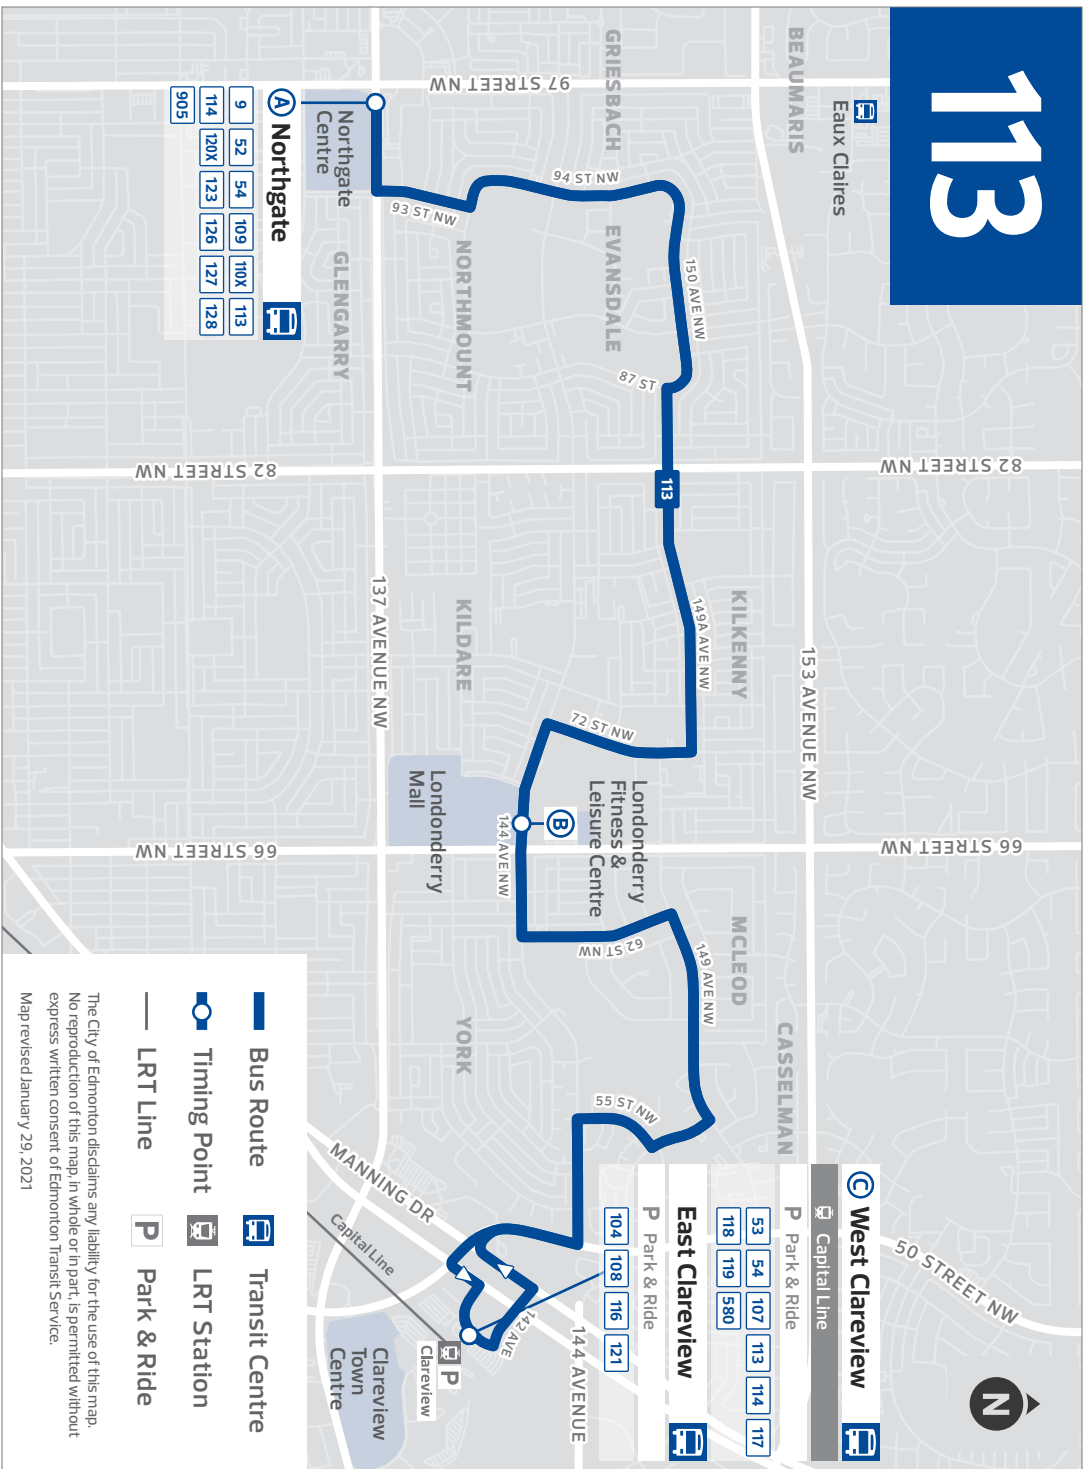 113
BEAUMARIS
Eaux Claires
GRIESBACH
97 STREET NW
Northgate
Centre
A Northgate
9 52 54 109 110X 113
114 120X 123 126 127 128
905
93 ST NW
94 ST NW
EVANSDALE
150 AVE NW
87 ST
NORTHMOUNT
GLENGARRY
82 STREET NW
82 STREET NW
113
137 AVENUE NW
153 AVENUE NW
KILDARE
KILKENNY
149A AVE NW
72 ST NW
Londonderry
Mall
Londonderry
Fitness &
Leisure Centre
B
144 AVE NW
66 STREET NW
66 STREET NW
62 ST NW
MCLEOD
149 AVE NW
CASSELMAN
YORK
55 ST NW
MANNING DR
Capital Line
C West Clareview
Capital Line
P Park & Ride
53 54 107 113 114 117
118 119 580
East Clareview
P Park & Ride
104 108 116 121
50 STREET NW
144 AVENUE
142 AVE
P
Clareview
Clareview
Town
Centre
N
Bus Route
Timing Point
LRT Line
Transit Centre
LRT Station
P Park & Ride
The City of Edmonton disclaims any liability for the use of this map.
No reproduction of this map, in whole or in part, is permitted without
express written consent of Edmonton Transit Service.
Map revised January 29, 2021